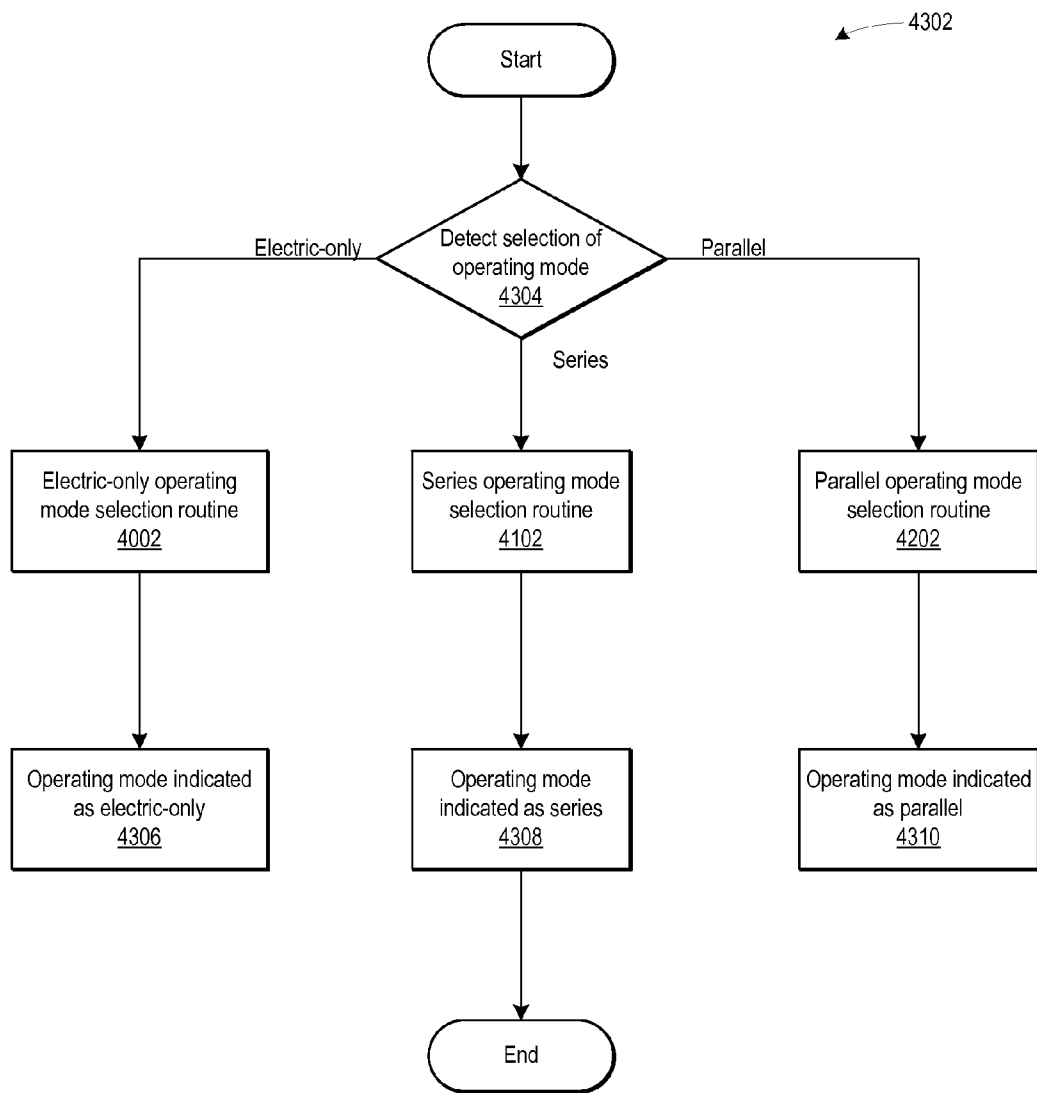 4302
Start
Detect selection of
operating mode
4304
Electric-only
Parallel
Series
Electric-only operating
mode selection routine
4002
Series operating mode
selection routine
4102
Parallel operating mode
selection routine
4202
Operating mode indicated
as electric-only
4306
Operating mode
indicated as series
4308
Operating mode indicated
as parallel
4310
End